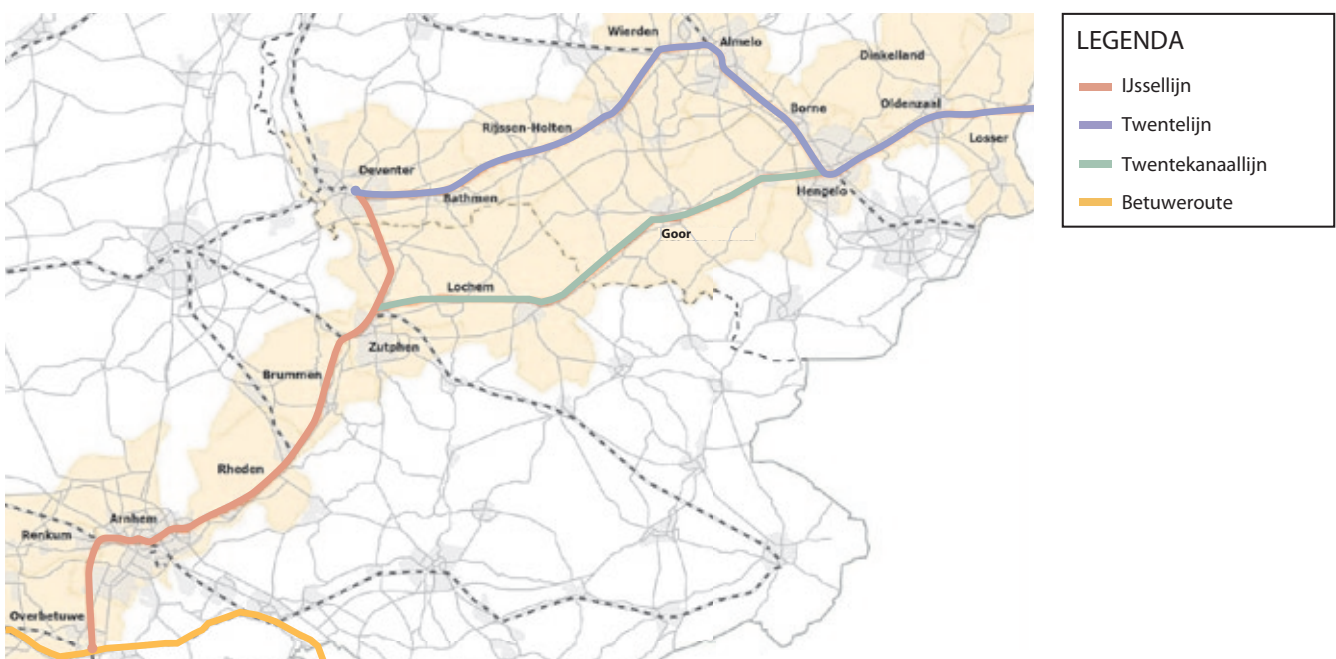 Wierden
Almelo
Dinkelland
Borne
Oldenzaal
Losser
Rijssen-Holten
Deventer
Bathmen
Hengelo
Goor
Lochem
Zutphen
Brummen
Rheden
Arnhem
Renkum
Overbetuwe
LEGENDA
IJssellijn
Twentelijn
Twentekanaallijn
Betuweroute